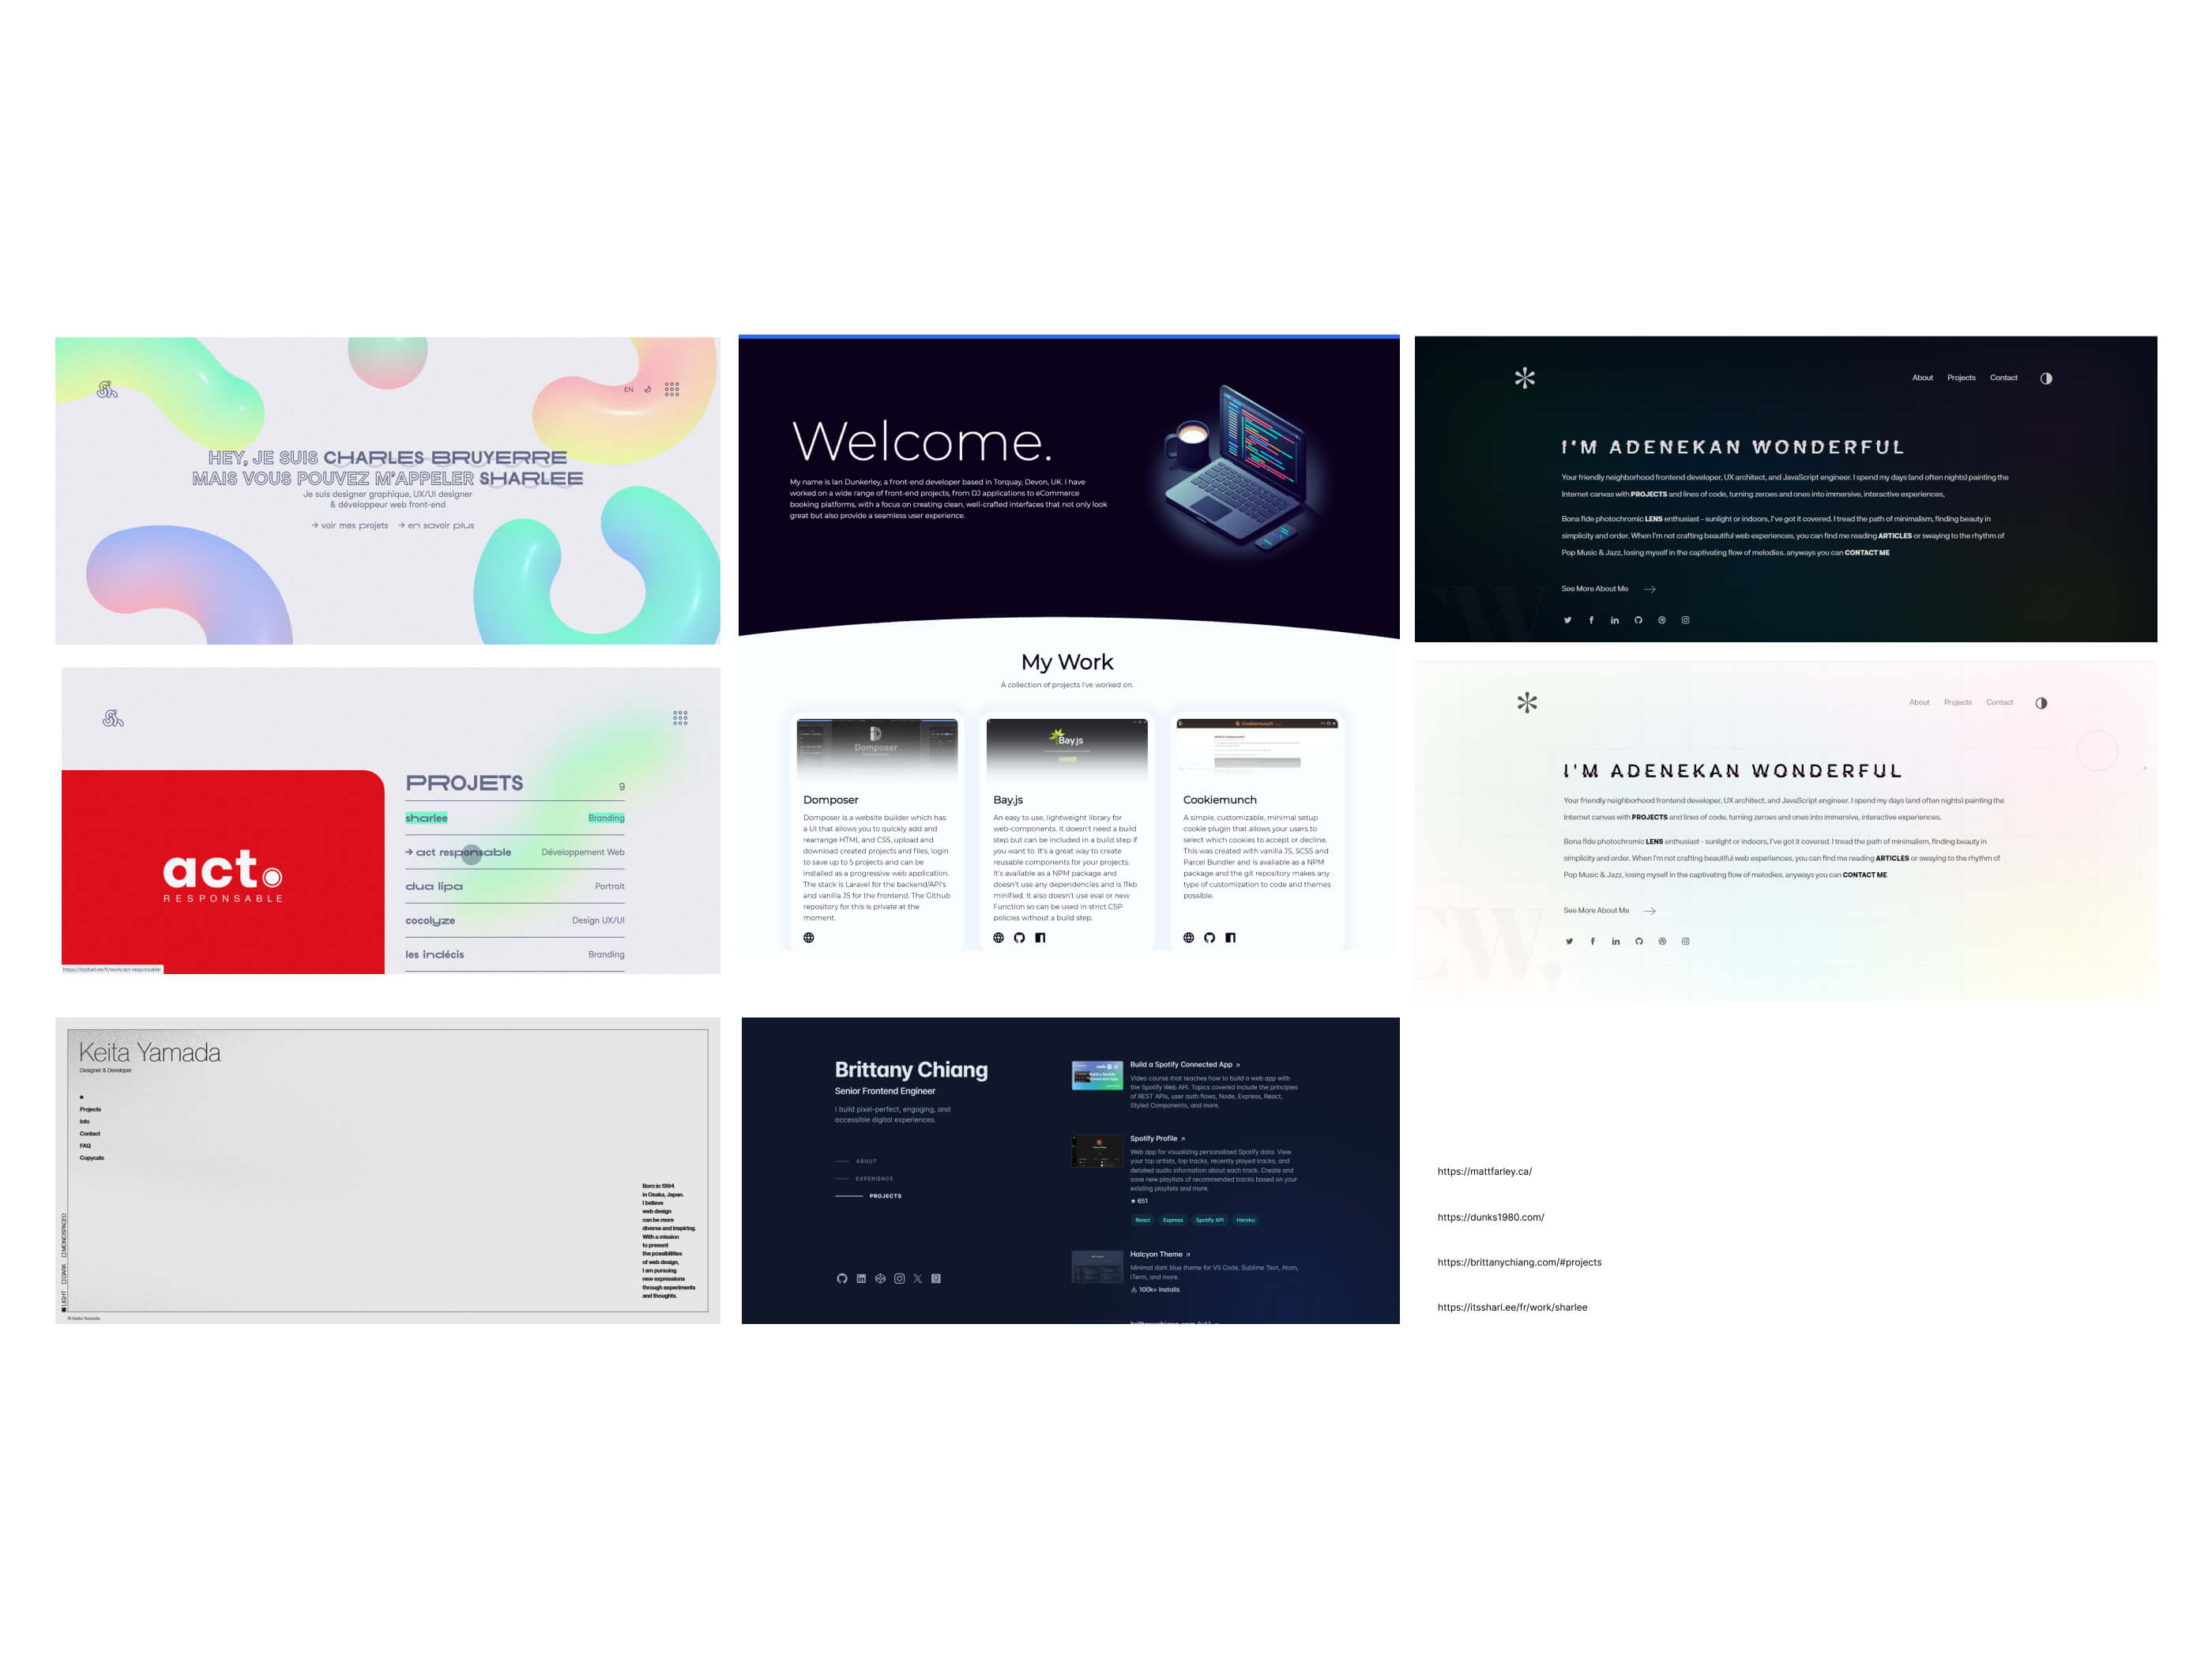 EN
HEY, JE SUIS CHARLES BRUYERRE
MAIS VOUS POUVEZ M'APPELER SHARLEE
Je suis designer graphique, UX/UI designer
& développeur web front-end
→ voir mes projets → en savoir plus
act
RESPONSABLE
PROJETS 9
sharlee Branding
→ act responsable Développement Web
dua lipa Portrait
cocolyze Design UX/UI
les indécis Branding
https://itssharl.ee/fr/work/act-responsable
Keita Yamada
Designer & Developer
Projects
Info
Contact
FAQ
Copycats
Born in 1994
in Osaka, Japan.
I believe
web design
can be more
diverse and inspiring.
With a mission
to present
the possibilities
of web design,
I am pursuing
new expressions
through experiments
and thoughts.
LIGHT DARK MONOSPACED
© Keita Yamada
Welcome.
My name is Ian Dunkerley, a front-end developer based in Torquay, Devon, UK. I have
worked on a wide range of front-end projects, from DJ applications to eCommerce
booking platforms, with a focus on creating clean, well-crafted interfaces that not only look
great but also provide a seamless user experience.
My Work
A collection of projects I've worked on.
Domposer
Domposer
Domposer is a website builder which has
a UI that allows you to quickly add and
rearrange HTML and CSS, upload and
download created projects and files, login
to save up to 5 projects and can be
installed as a progressive web application.
The stack is Laravel for the backend/API's
and vanilla JS for the frontend. The Github
repository for this is private at the
moment.
Bay.js
Bay.js
An easy to use, lightweight library for
web-components. It doesn't need a build
step but can be included in a build step if
you want to. It's a great way to create
reusable components for your projects.
It's available as a NPM package and
doesn't use any dependencies and is 11kb
minified. It also doesn't use eval or new
Function so can be used in strict CSP
policies without a build step.
Cookiemunch
Cookiemunch
A simple, customizable, minimal setup
cookie plugin that allows your users to
select which cookies to accept or decline.
This was created with vanilla JS, SCSS and
Parcel Bundler and is available as a NPM
package and the git repository makes any
type of customization to code and themes
possible.
Brittany Chiang
Senior Frontend Engineer
I build pixel-perfect, engaging, and
accessible digital experiences.
ABOUT
EXPERIENCE
PROJECTS
Build a Spotify Connected App
Video course that teaches how to build a web app with
the Spotify Web API. Topics covered include the principles
of REST APIs, user auth flows, Node, Express, React,
Styled Components, and more.
Spotify Profile
Web app for visualizing personalized Spotify data. View
your top artists, top tracks, recently played tracks, and
detailed audio information about each track. Create and
save new playlists of recommended tracks based on your
existing playlists and more.
★ 651
React Express Spotify API Heroku
Halcyon Theme
Minimal dark blue theme for VS Code, Sublime Text, Atom,
iTerm, and more.
100k+ Installs
About Projects Contact
I'M ADENEKAN WONDERFUL
Your friendly neighborhood frontend developer, UX architect, and JavaScript engineer. I spend my days (and often nights) painting the
Internet canvas with PROJECTS and lines of code, turning zeroes and ones into immersive, interactive experiences,
Bona fide photochromic LENS enthusiast - sunlight or indoors, I've got it covered. I tread the path of minimalism, finding beauty in
simplicity and order. When I'm not crafting beautiful web experiences, you can find me reading ARTICLES or swaying to the rhythm of
Pop Music & Jazz, losing myself in the captivating flow of melodies. anyways you can CONTACT ME
See More About Me
About Projects Contact
I'M ADENEKAN WONDERFUL
Your friendly neighborhood frontend developer, UX architect, and JavaScript engineer. I spend my days (and often nights) painting the
Internet canvas with PROJECTS and lines of code, turning zeroes and ones into immersive, interactive experiences,
Bona fide photochromic LENS enthusiast - sunlight or indoors, I've got it covered. I tread the path of minimalism, finding beauty in
simplicity and order. When I'm not crafting beautiful web experiences, you can find me reading ARTICLES or swaying to the rhythm of
Pop Music & Jazz, losing myself in the captivating flow of melodies. anyways you can CONTACT ME
See More About Me
https://mattfarley.ca/
https://dunks1980.com/
https://brittanychiang.com/#projects
https://itssharl.ee/fr/work/sharlee